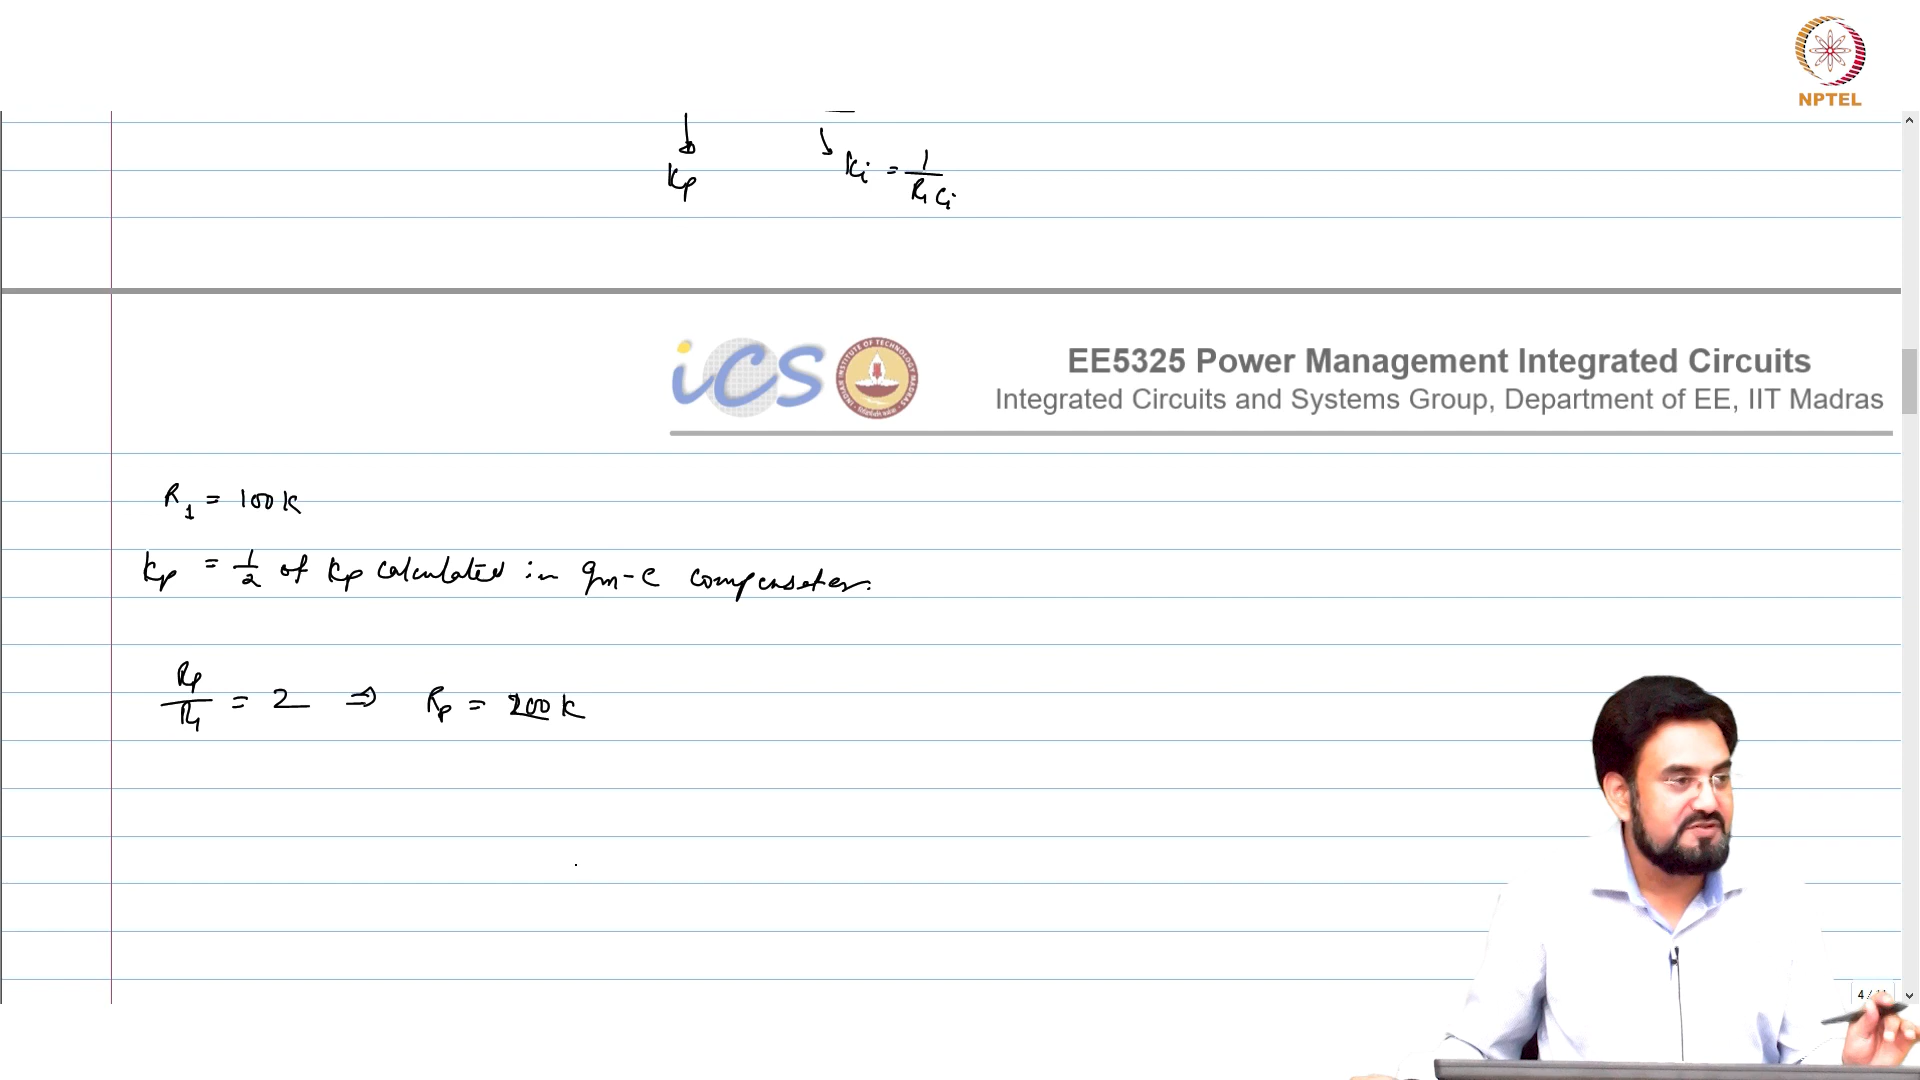 NPTEL
Kp
Ki = 1/R1Ci
iCS
EE5325 Power Management Integrated Circuits
Integrated Circuits and Systems Group, Department of EE, IIT Madras
R1 = 100k
Kp = 1/2 of Kp calculated in gm-C compensator.
Rp/R1 = 2 ⇒ Rp = 200k